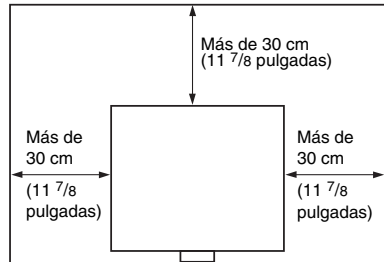 Más de 30 cm
(11 7/8 pulgadas)
Más de
30 cm
(11 7/8
pulgadas)
Más de
30 cm
(11 7/8
pulgadas)